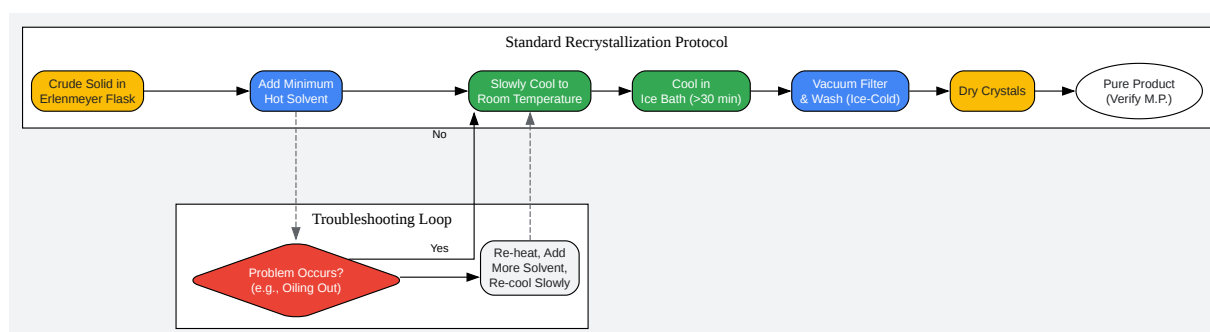 Standard Recrystallization Protocol
Crude Solid in
Erlenmeyer Flask
Add Minimum
Hot Solvent
Slowly Cool to
Room Temperature
Cool in
Ice Bath (>30 min)
Vacuum Filter
& Wash (Ice-Cold)
Dry Crystals
Pure Product
(Verify M.P.)
No
Troubleshooting Loop
Yes
Problem Occurs?
(e.g., Oiling Out)
Re-heat, Add
More Solvent,
Re-cool Slowly